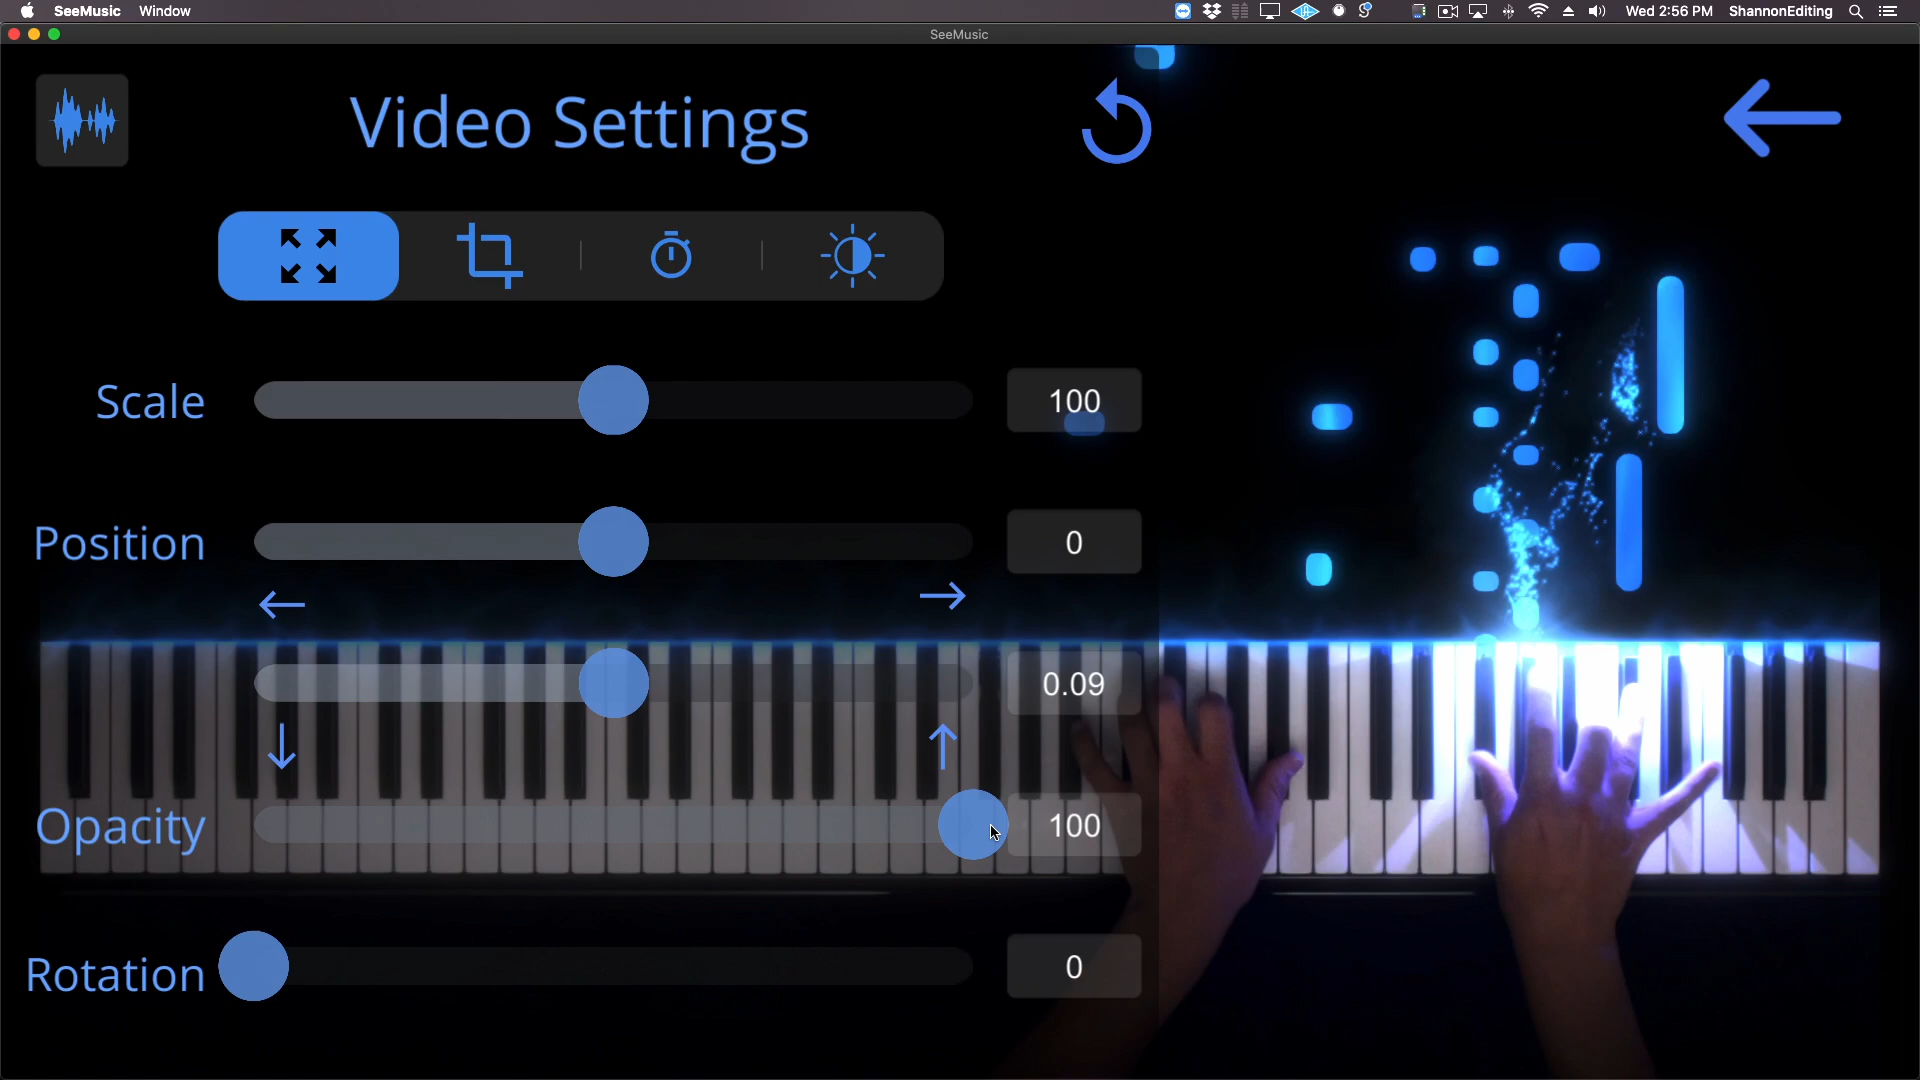 SeeMusic Window Wed 2:56 PM ShannonEditing
SeeMusic
Video Settings
Scale 100
Position 0
0.09
Opacity 100
Rotation 0